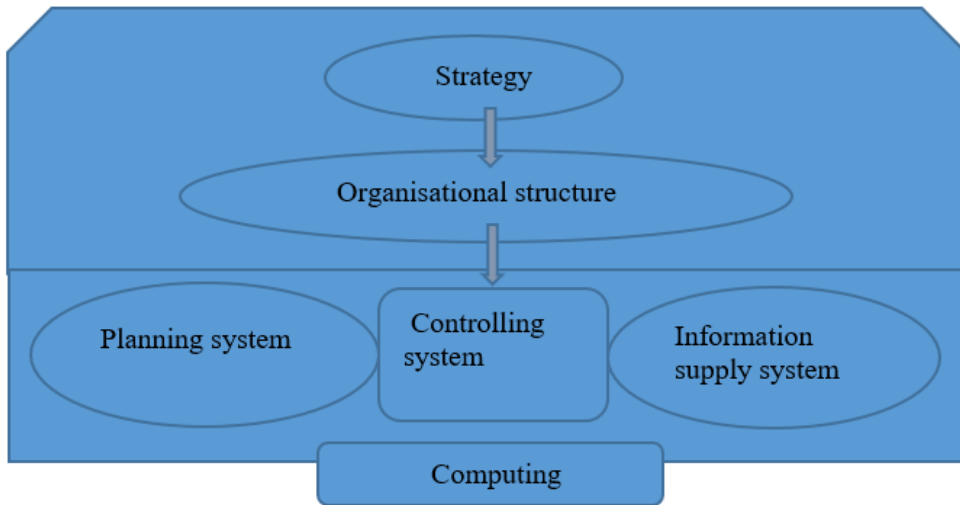 Strategy
Organisational structure
Planning system
Controlling
system
Information
supply system
Computing